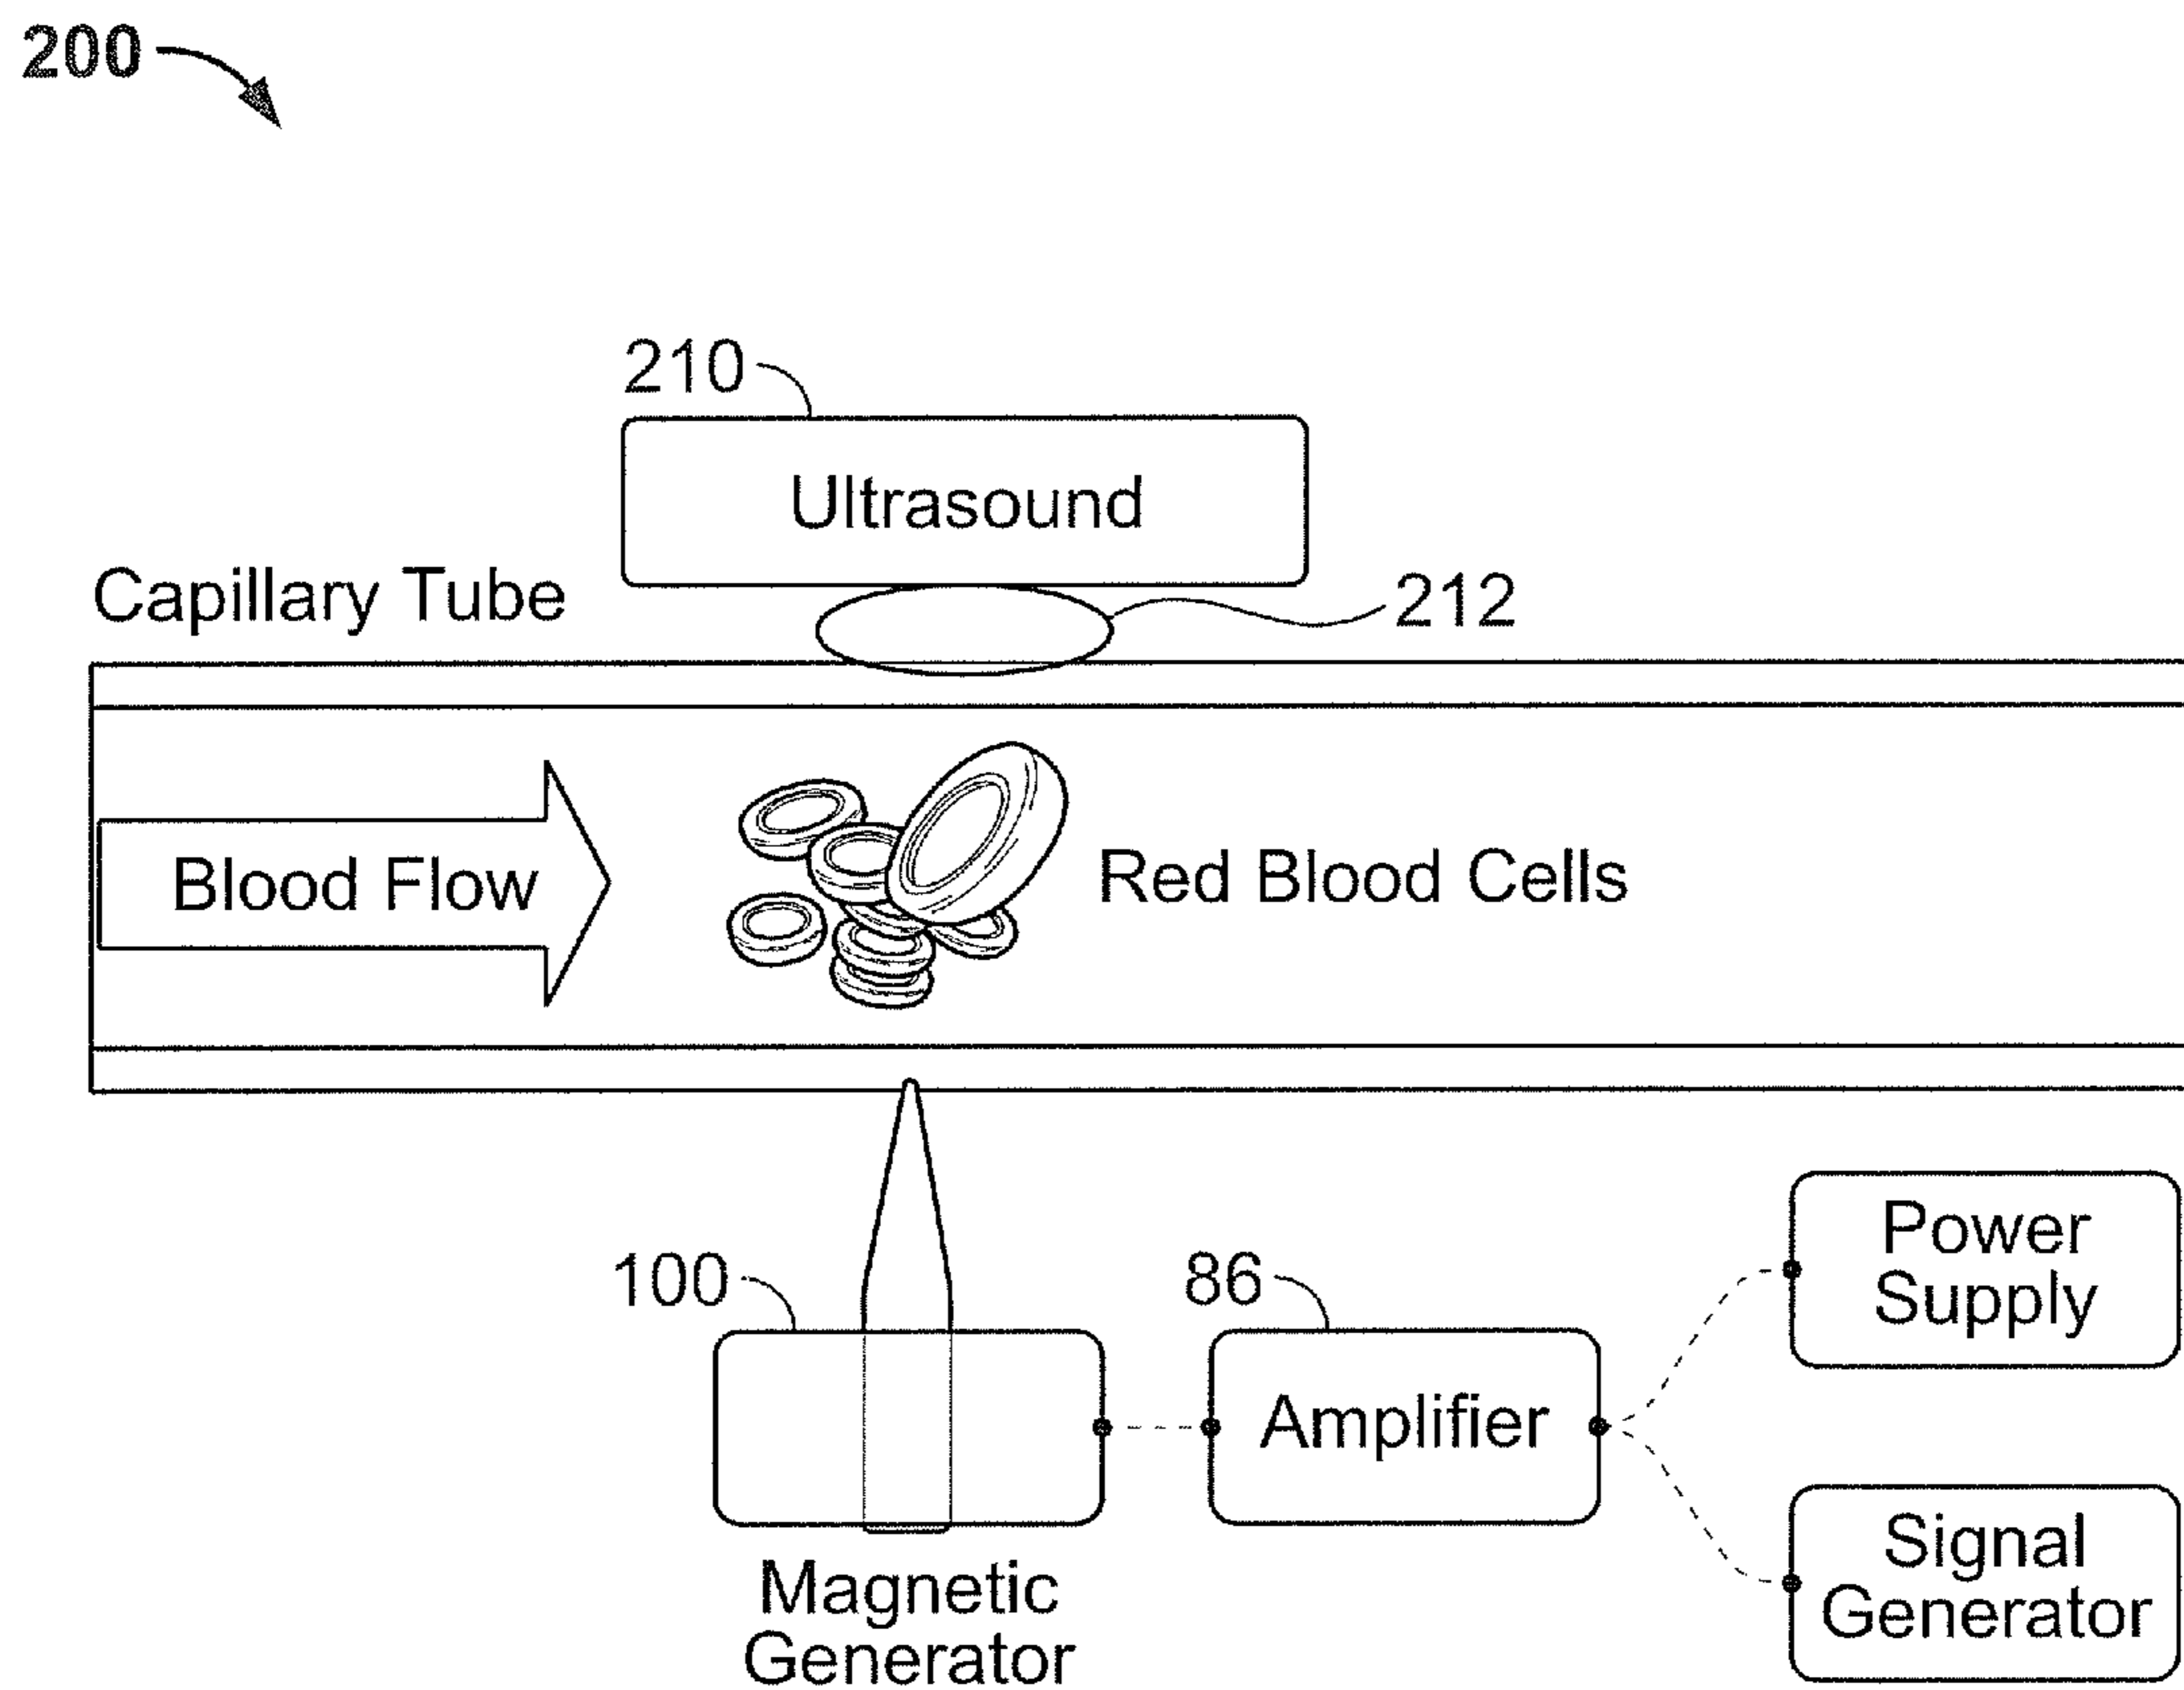 200
210
Ultrasound
Capillary Tube
212
Blood Flow
Red Blood Cells
100
86
Power
Supply
Amplifier
Signal
Generator
Magnetic
Generator